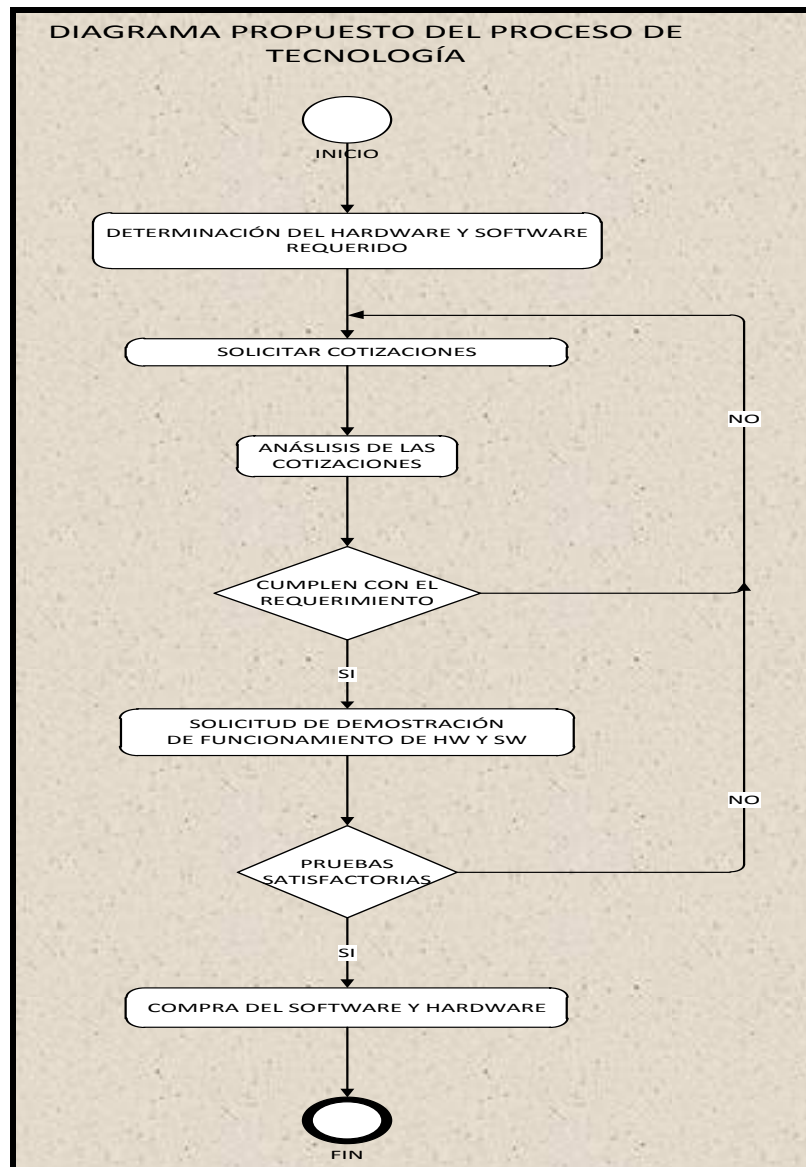 DIAGRAMA PROPUESTO DEL PROCESO DE
TECNOLOGÍA
INICIO
DETERMINACIÓN DEL HARDWARE Y SOFTWARE
REQUERIDO
SOLICITAR COTIZACIONES
NO
ANÁSLISIS DE LAS
COTIZACIONES
CUMPLEN CON EL
REQUERIMIENTO
SI
SOLICITUD DE DEMOSTRACIÓN
DE FUNCIONAMIENTO DE HW Y SW
NO
PRUEBAS
SATISFACTORIAS
SI
COMPRA DEL SOFTWARE Y HARDWARE
FIN